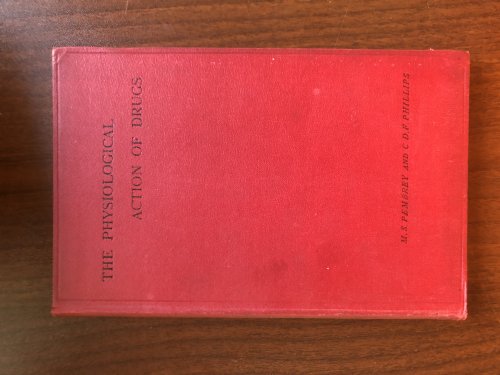 THE PHYSIOLOGICAL
ACTION OF DRUGS
M.S. PEMBREY AND C.D.F. PHILLIPS